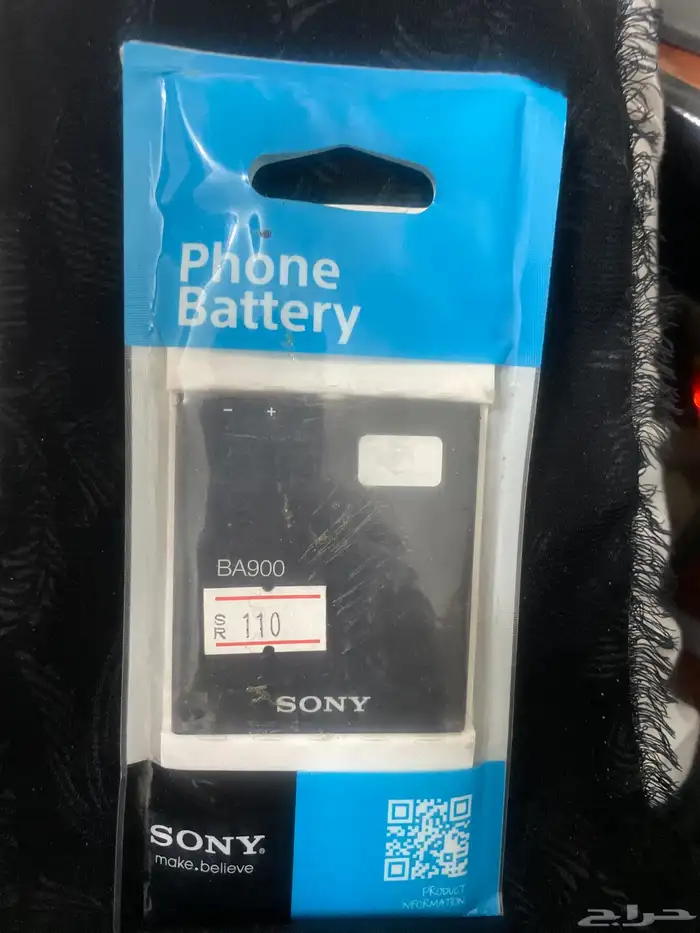 Phone
Battery
- +
BA900
SR 110
SONY
SONY®
make.believe
PRODUCT
INFORMATION
حراج